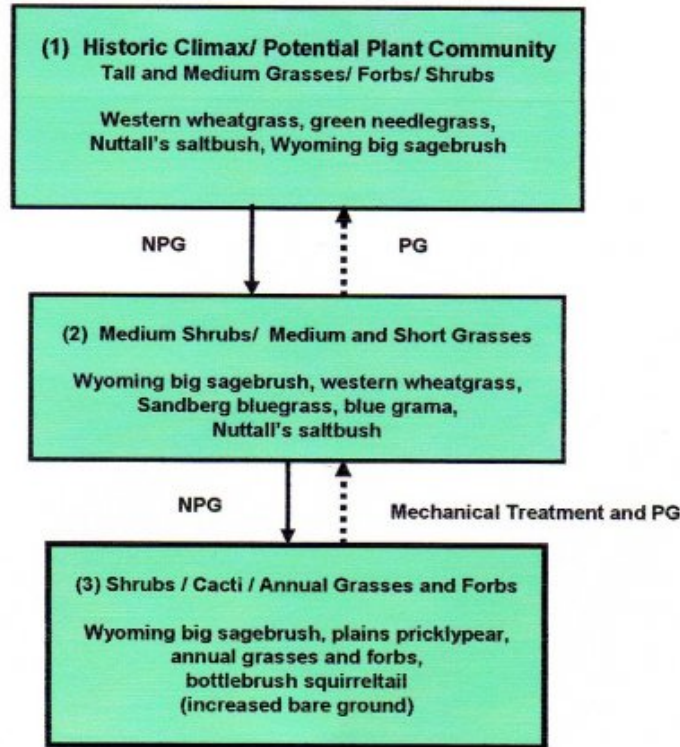 (1) Historic Climax/ Potential Plant Community
Tall and Medium Grasses/ Forbs/ Shrubs
Western wheatgrass, green needlegrass,
Nuttall's saltbush, Wyoming big sagebrush
NPG
PG
(2) Medium Shrubs/ Medium and Short Grasses
Wyoming big sagebrush, western wheatgrass,
Sandberg bluegrass, blue grama,
Nuttall's saltbush
NPG
Mechanical Treatment and PG
(3) Shrubs / Cacti / Annual Grasses and Forbs
Wyoming big sagebrush, plains pricklypear,
annual grasses and forbs,
bottlebrush squirreltail
(increased bare ground)